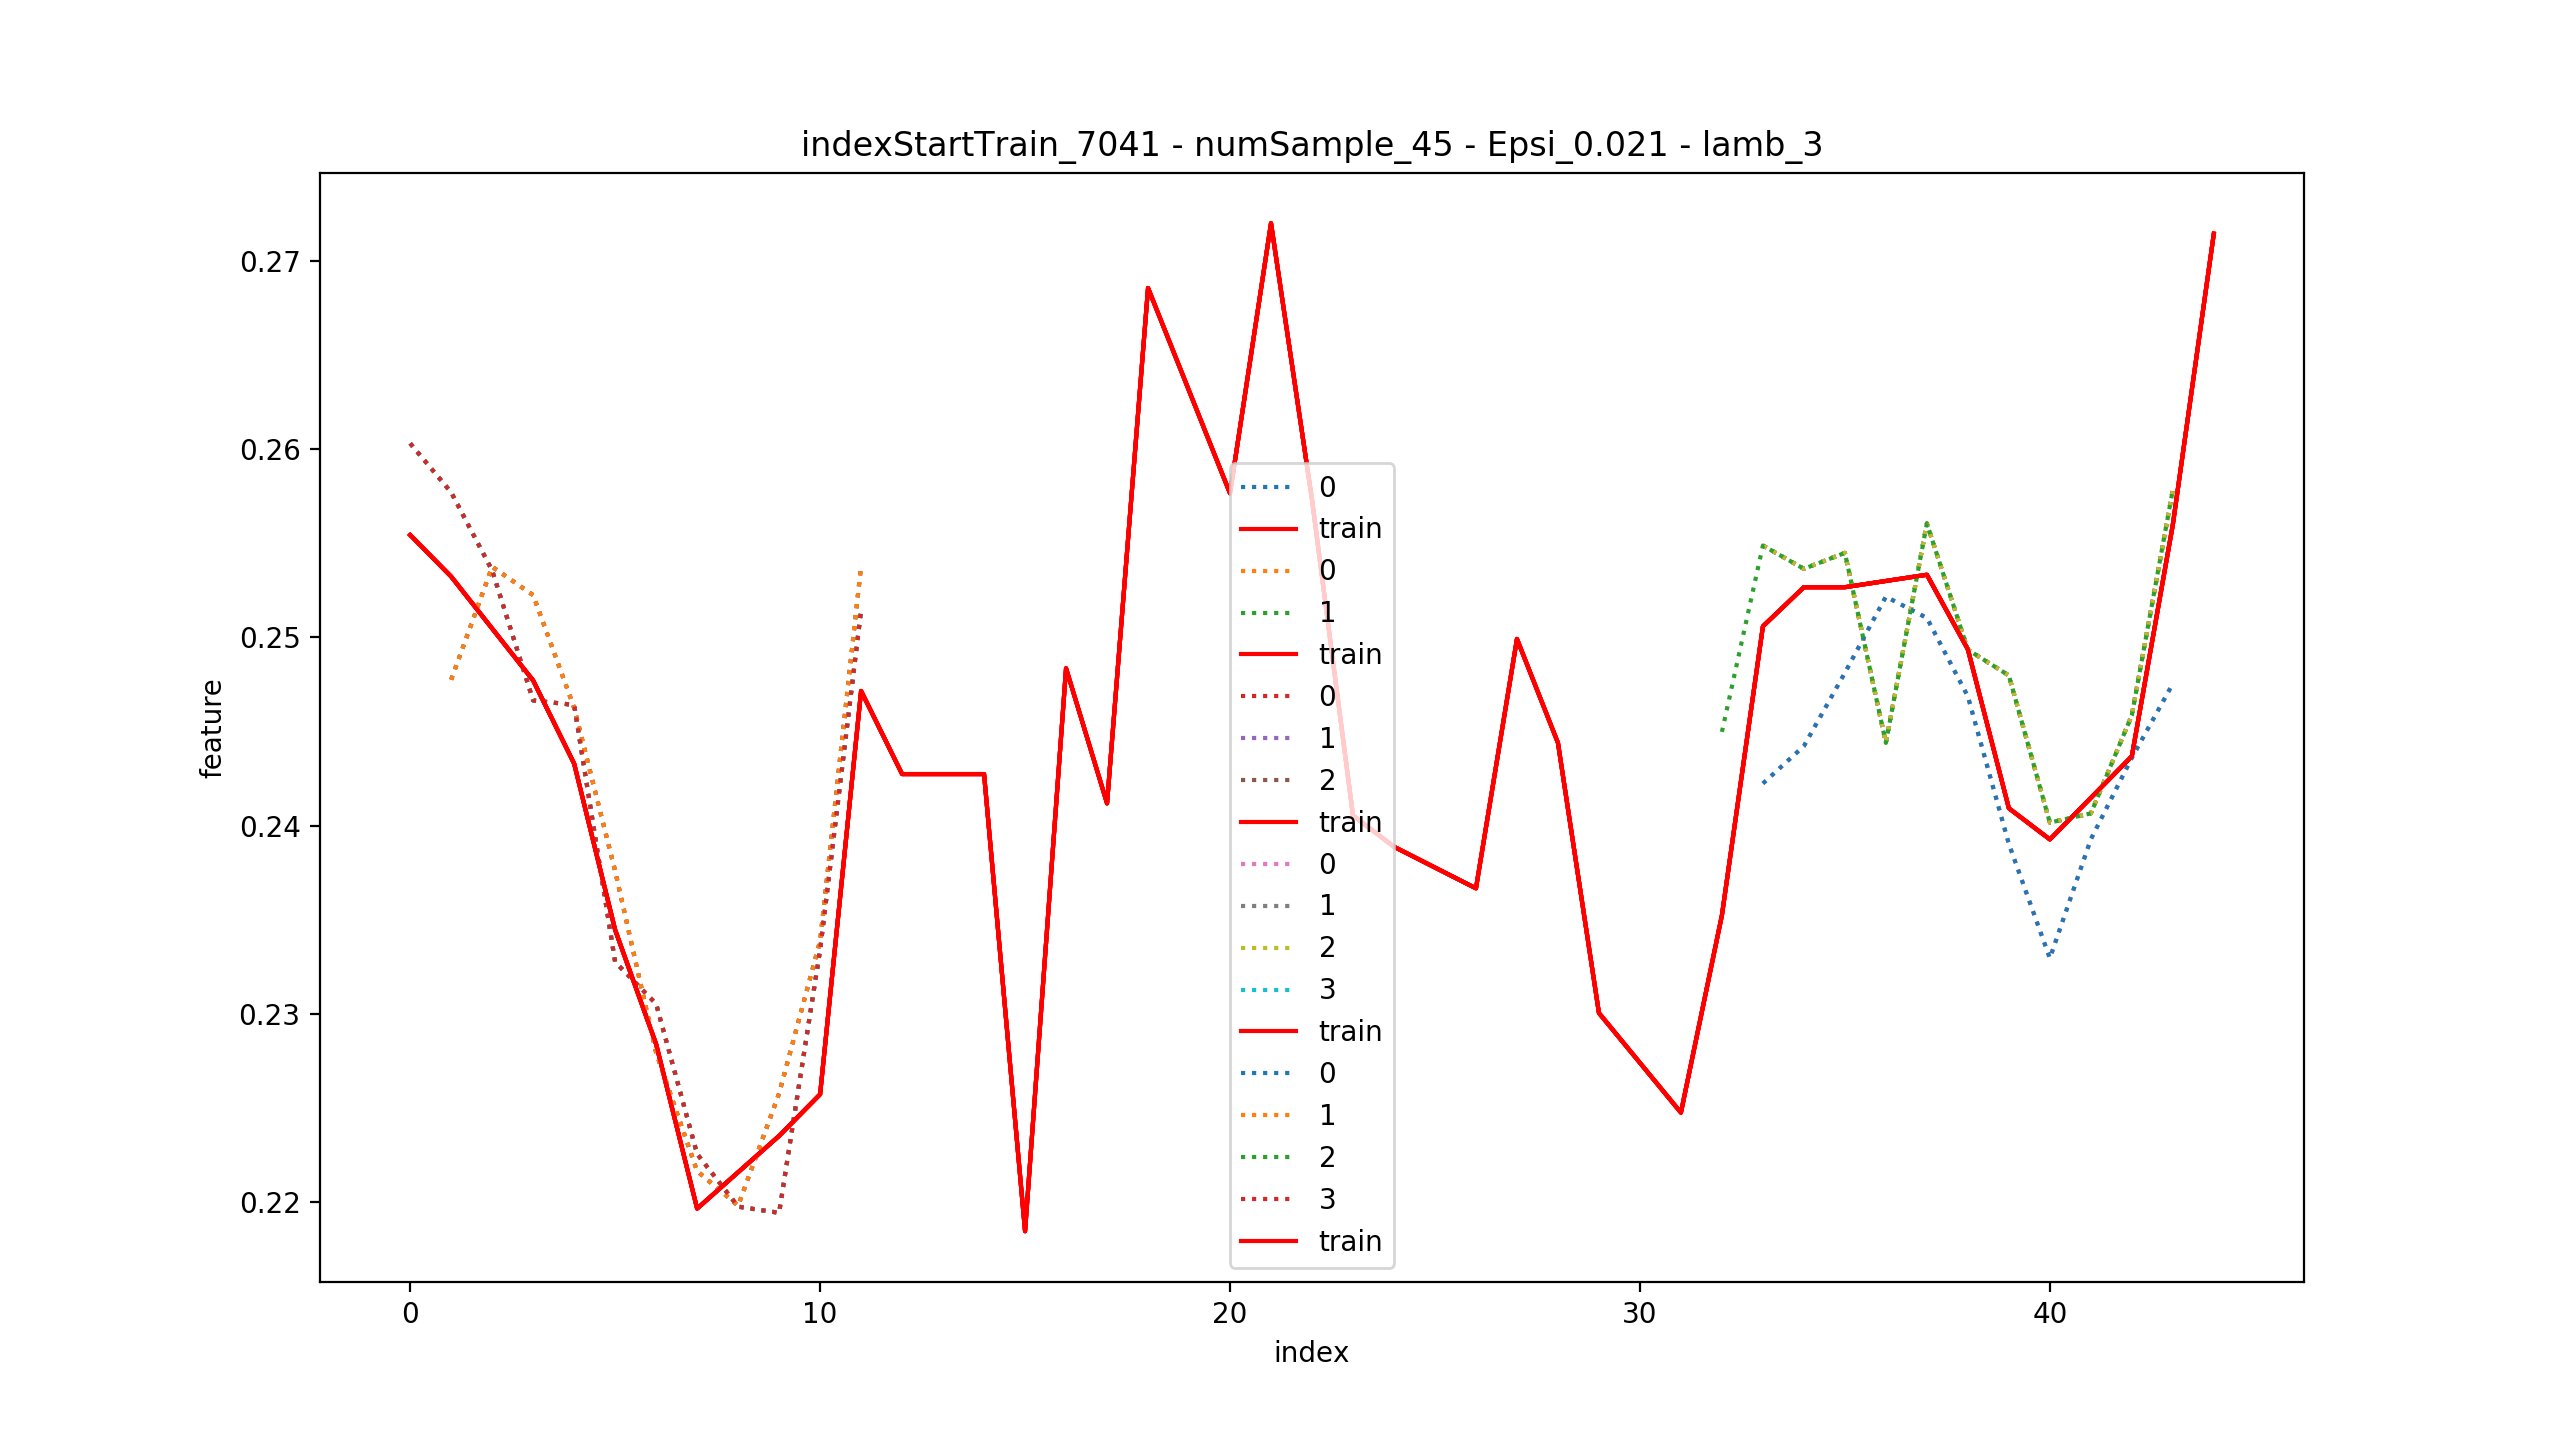 indexStartTrain_7041 - numSample_45 - Epsi_0.021 - lamb_3
0.27
0.26
0.25
0.24
0.23
0.22
feature
0
train
0
1
train
0
1
2
train
0
1
2
3
train
0
1
2
3
train
0 10 20 30 40
index